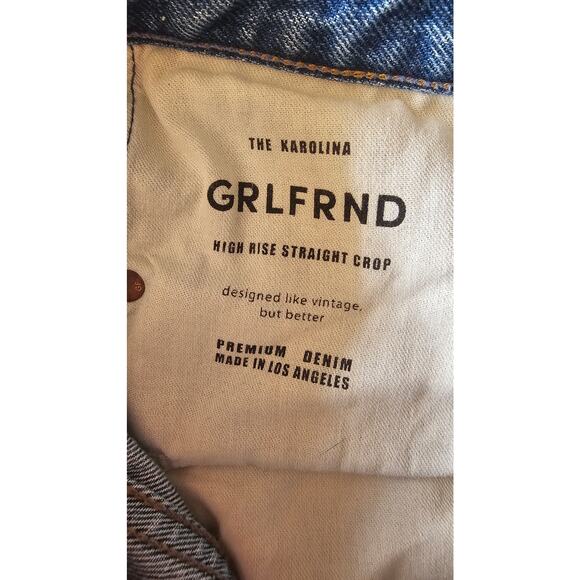 THE KAROLINA
GRLFRND
HIGH RISE STRAIGHT CROP
designed like vintage,
but better
PREMIUM DENIM
MADE IN LOS ANGELES